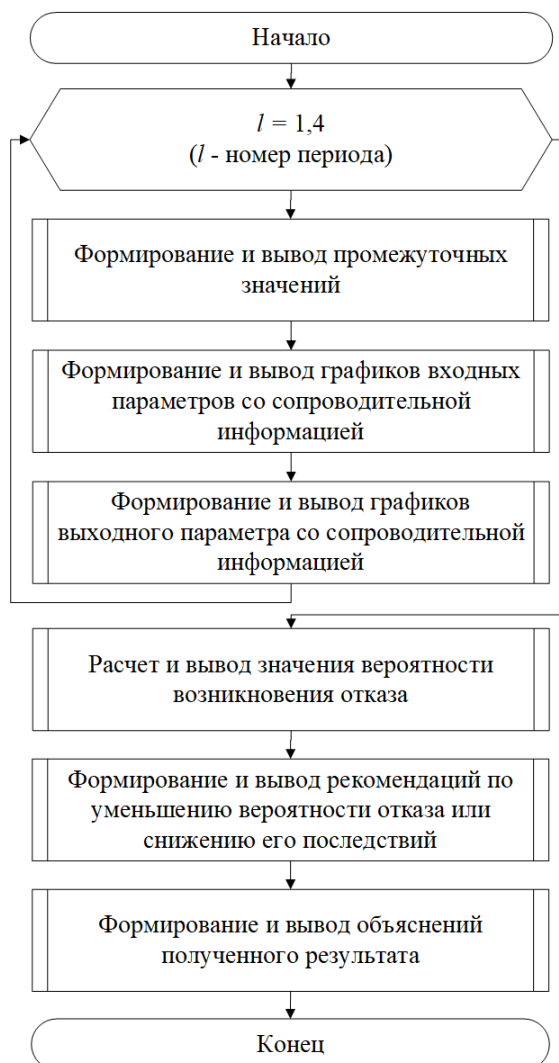 Начало
l = 1,4
(l - номер периода)
Формирование и вывод промежуточных
значений
Формирование и вывод графиков входных
параметров со сопроводительной
информацией
Формирование и вывод графиков
выходного параметра со сопроводительной
информацией
Расчет и вывод значения вероятности
возникновения отказа
Формирование и вывод рекомендаций по
уменьшению вероятности отказа или
снижению его последствий
Формирование и вывод объяснений
полученного результата
Конец